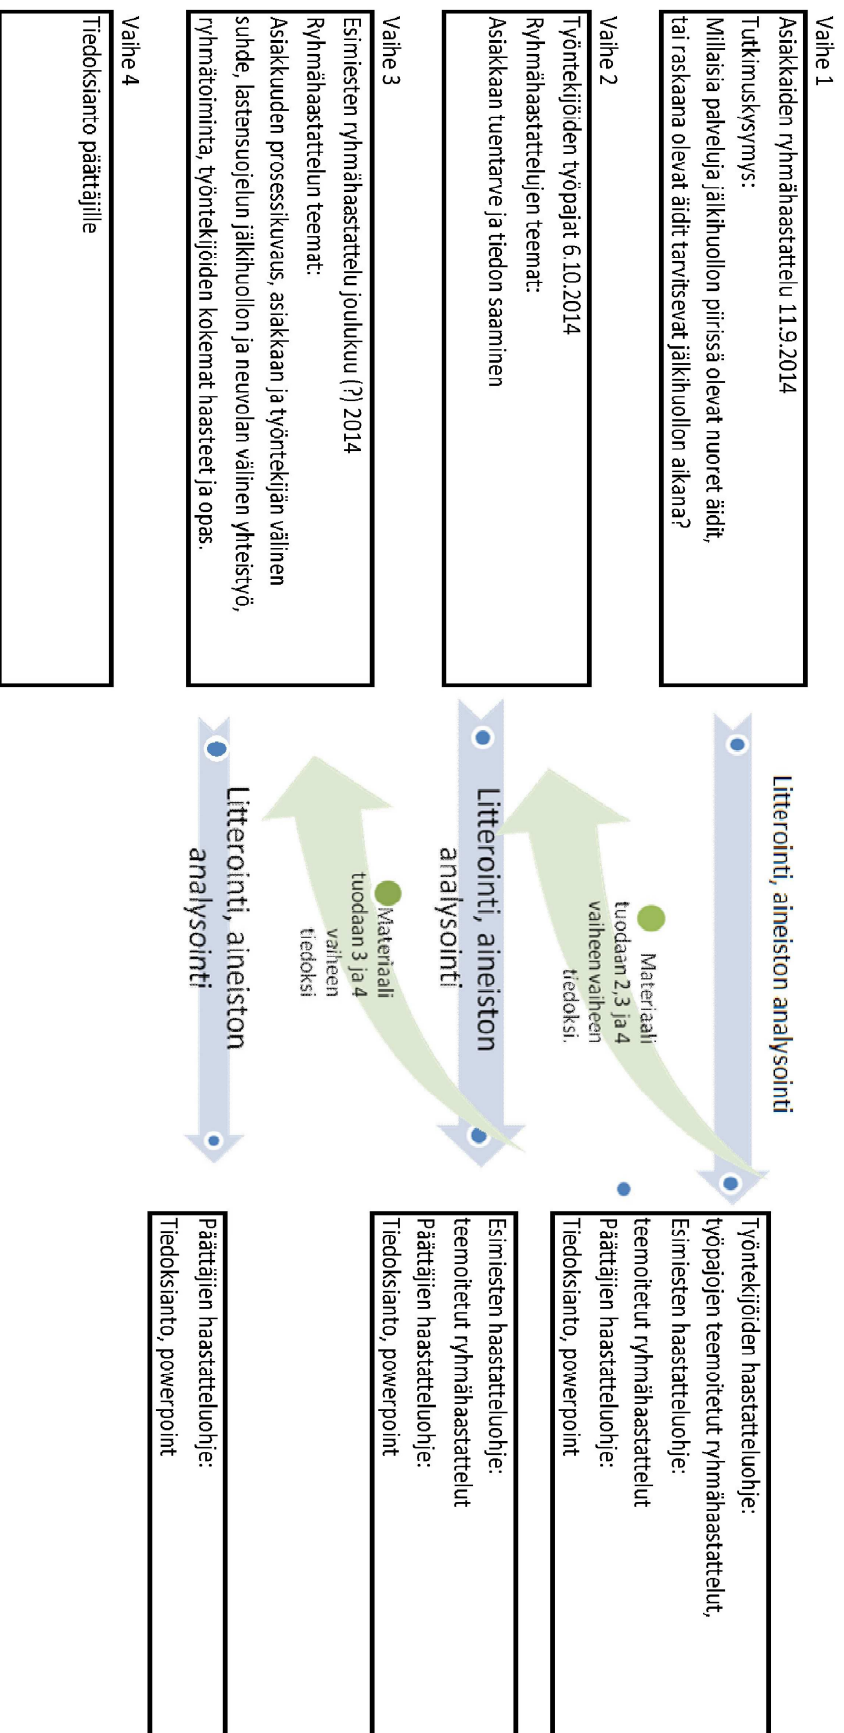 Vaihe 1
Asiakkaiden ryhmähaastattelu 11.9.2014
Tutkimuskysymys:
Millaisia palveluja jälkihuollon piirissä olevat nuoret äidit,
tai raskaana olevat äidit tarvitsevat jälkihuollon aikana?
Litterointi, aineiston analysointi
Työntekijöiden haastatteluohje:
työpajojen teemoitetut ryhmähaastattelut,
Esimiesten haastatteluohje:
teemoitetut ryhmähaastattelut
Päättäjien haastatteluohje:
Tiedoksianto, powerpoint
Materiaali
tuodaan 2,3 ja 4
vaiheen vaiheen
tiedoksi.
Vaihe 2
Työntekijöiden työpajat 6.10.2014
Ryhmähaastattelujen teemat:
Asiakkaan tuentarve ja tiedon saaminen
Litterointi, aineiston
analysointi
Esimiesten haastatteluohje:
teemoitetut ryhmähaastattelut
Päättäjien haastatteluohje:
Tiedoksianto, powerpoint
Materiaali
tuodaan 3 ja 4
vaiheen
tiedoksi
Vaihe 3
Esimiesten ryhmähaastattelu joulukuu (?) 2014
Ryhmähaastattelun teemat:
Asiakkuuden prosessikuvaus, asiakkaan ja työntekijän välinen
suhde, lastensuojelun jälkihuollon ja neuvolan välinen yhteistyö,
ryhmätoiminta, työntekijöiden kokemat haasteet ja opas.
Litterointi, aineiston
analysointi
Päättäjien haastatteluohje:
Tiedoksianto, powerpoint
Vaihe 4
Tiedoksianto päättäjille